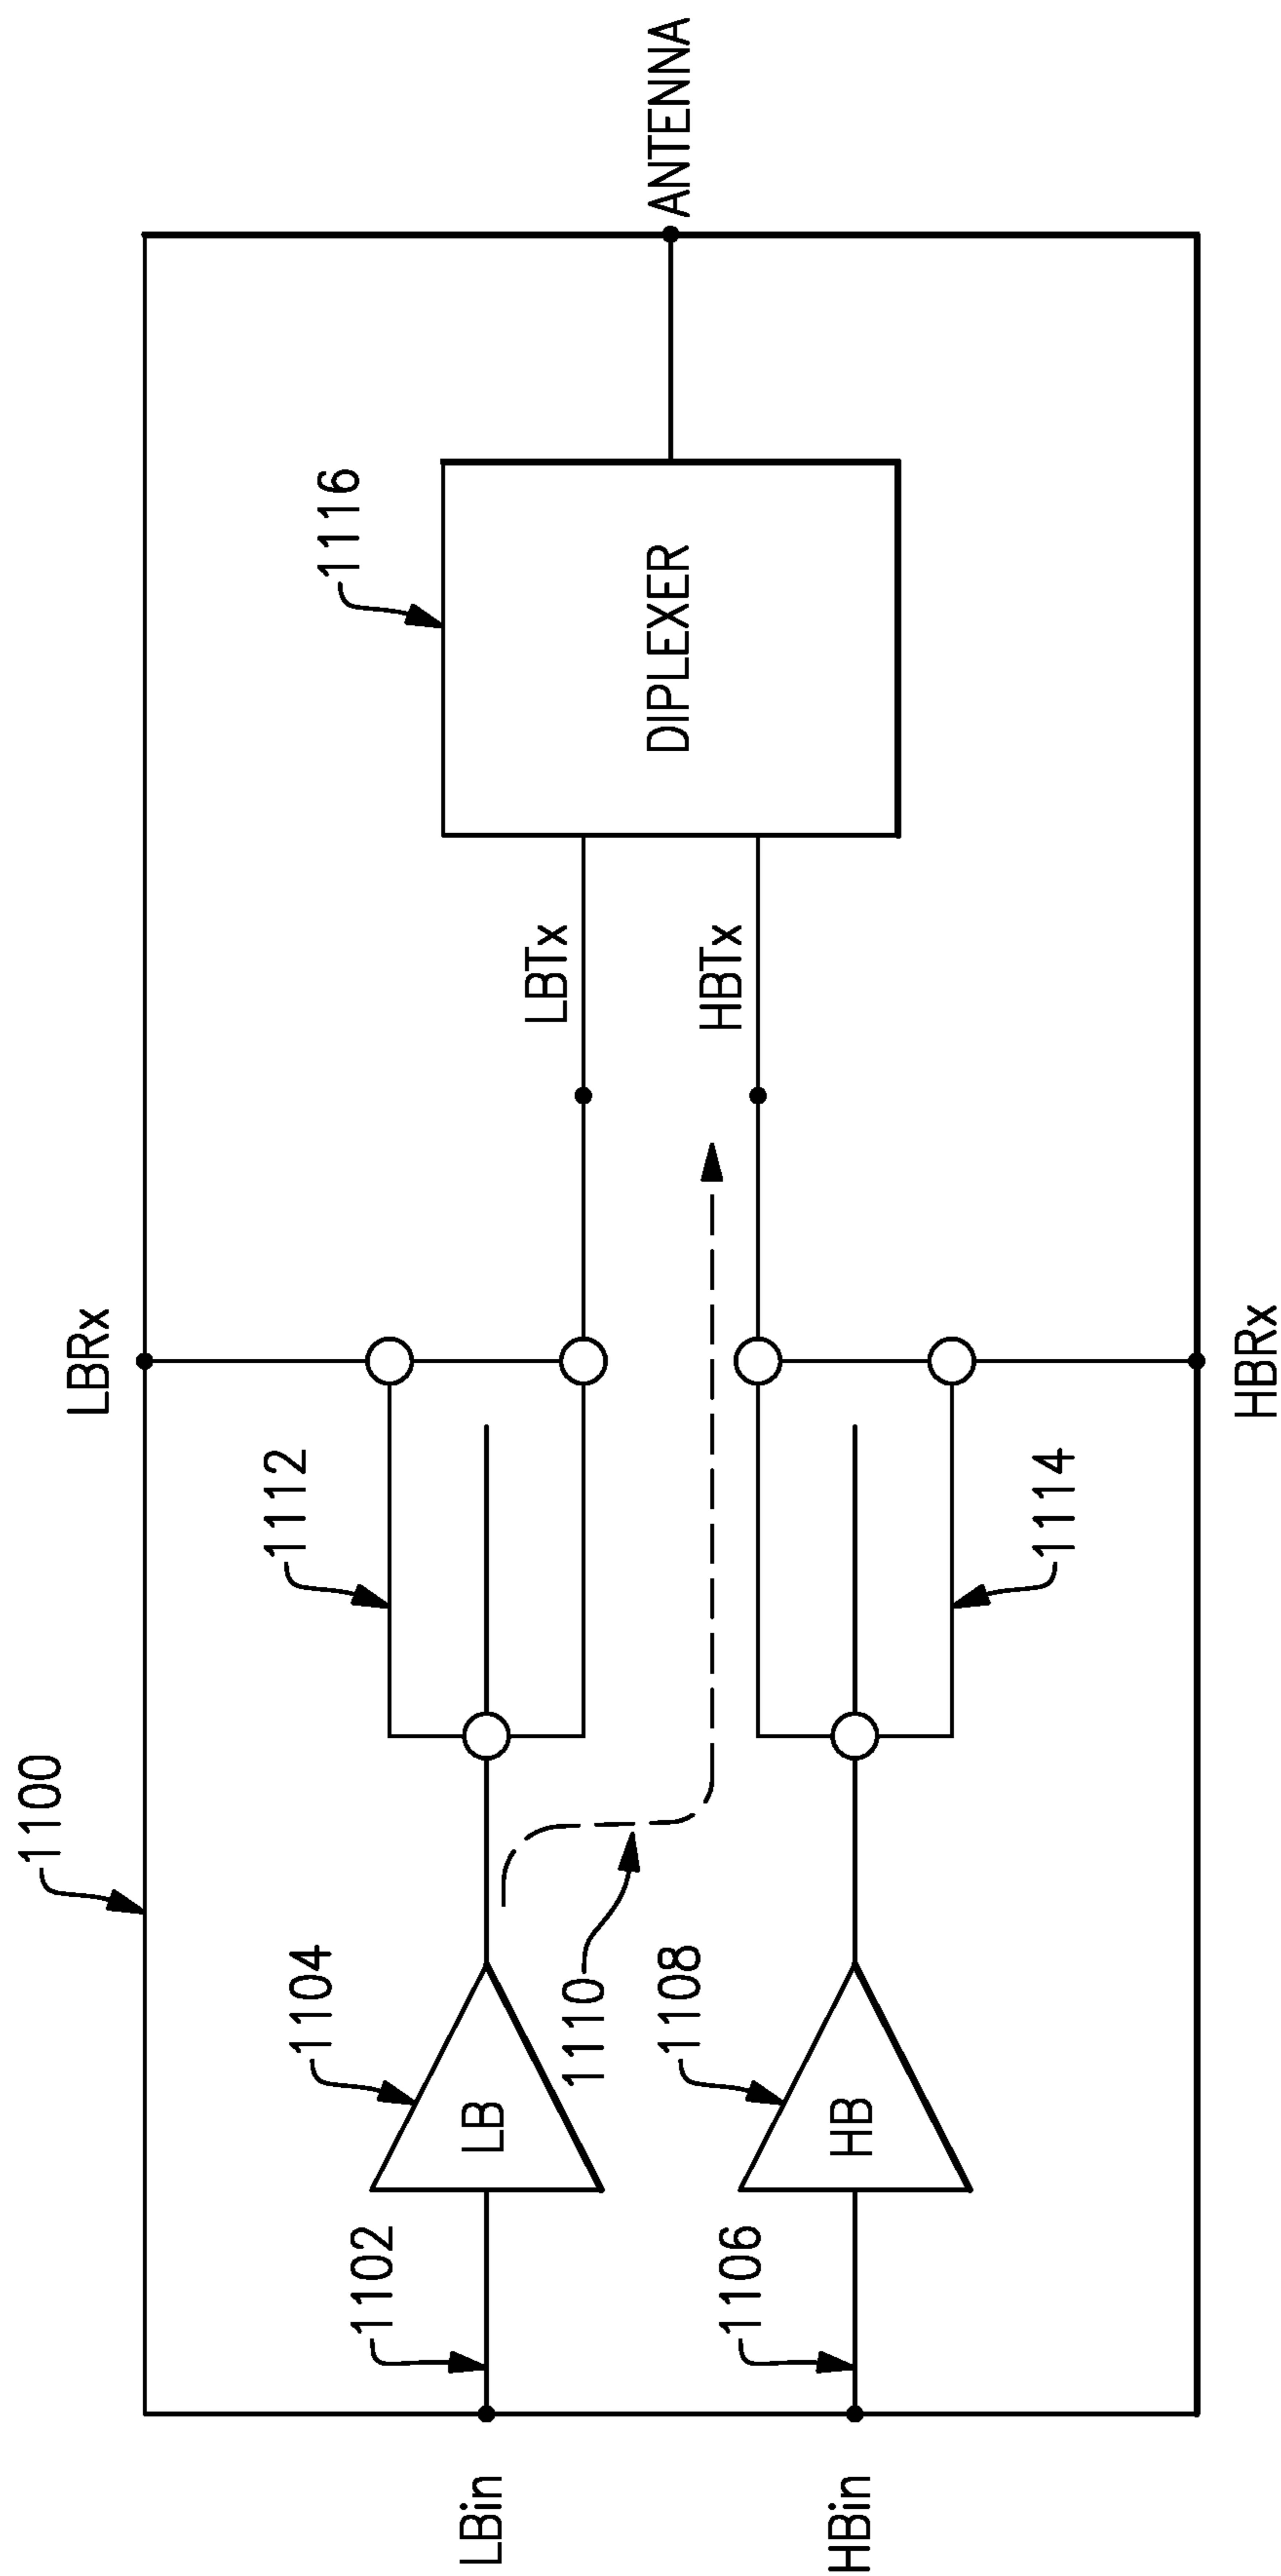 1100
LBRx
1112
1116
1104
1102
LBin
LB
LBTx
1110
DIPLEXER
ANTENNA
HBTx
1108
1106
HBin
HB
1114
HBRx